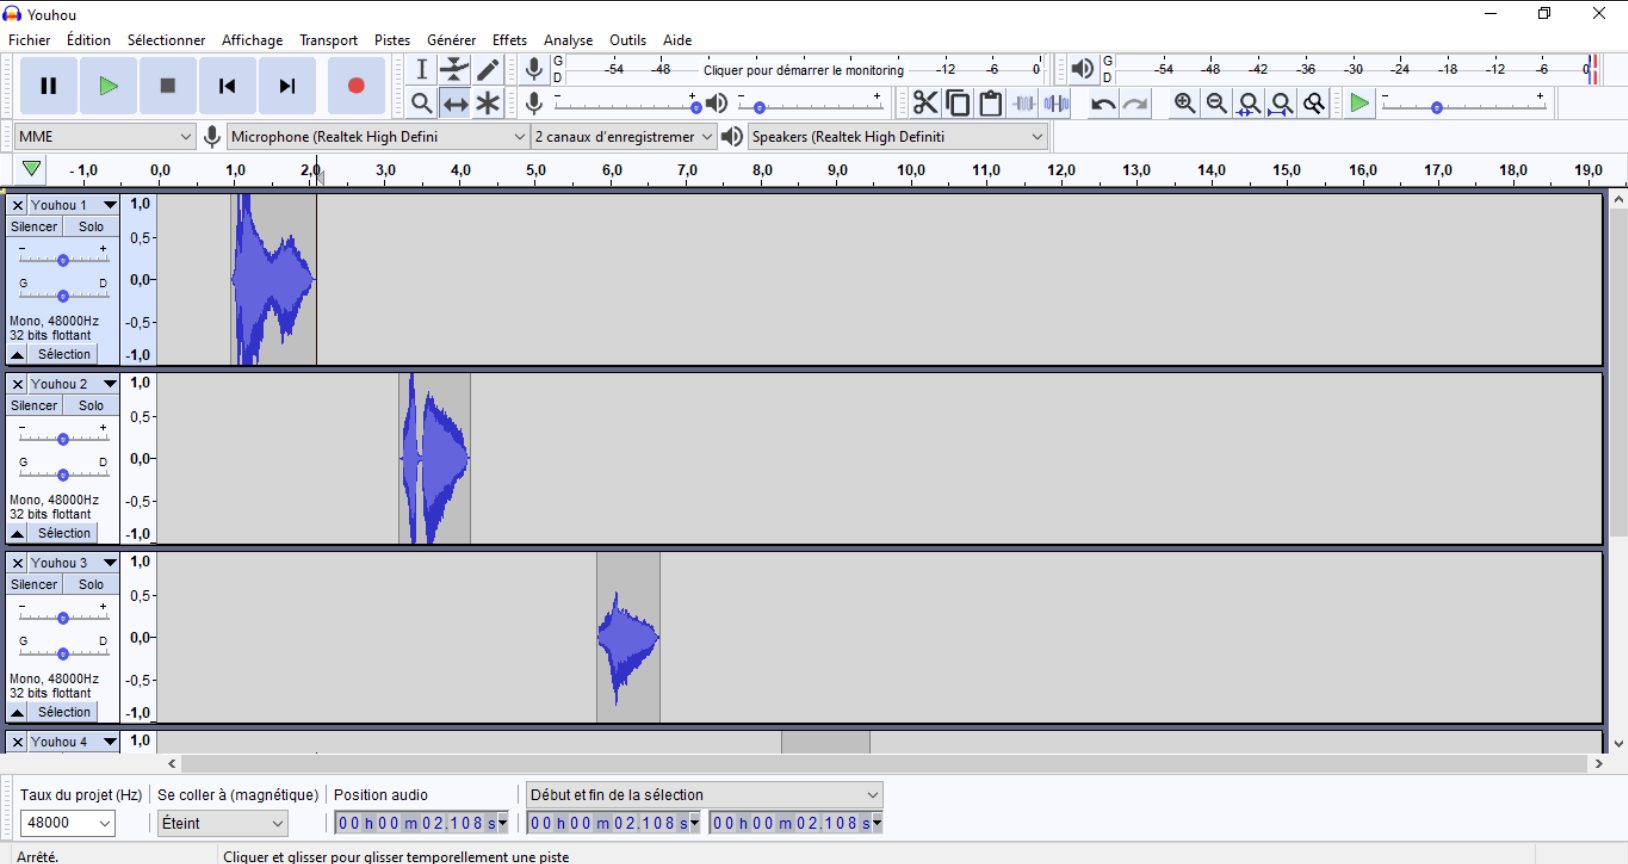 Youhou
Fichier Édition Sélectionner Affichage Transport Pistes Générer Effets Analyse Outils Aide
G D -54 -48 Cliquer pour démarrer le monitoring -12 -6 0 G D -54 -48 -42 -36 -30 -24 -18 -12 -6 0
- + - + - +
MME Microphone (Realtek High Defini 2 canaux d'enregistremer Speakers (Realtek High Definiti
- 1,0 0,0 1,0 2,0 3,0 4,0 5,0 6,0 7,0 8,0 9,0 10,0 11,0 12,0 13,0 14,0 15,0 16,0 17,0 18,0 19,0
Youhou 1 1,0
Silencer Solo
0,5
- +
0,0
G D
Mono, 48000Hz -0,5
32 bits flottant
Sélection -1,0
Youhou 2 1,0
Silencer Solo
0,5
- +
0,0
G D
Mono, 48000Hz -0,5
32 bits flottant
Sélection -1,0
Youhou 3 1,0
Silencer Solo
0,5
- +
0,0
G D
Mono, 48000Hz -0,5
32 bits flottant
Sélection -1,0
Youhou 4 1,0
Taux du projet (Hz) Se coller à (magnétique) Position audio Début et fin de la sélection
48000 Éteint 00 h 00 m 02.108 s 00 h 00 m 02.108 s 00 h 00 m 02.108 s
Arrêté. Cliquer et glisser pour glisser temporellement une piste